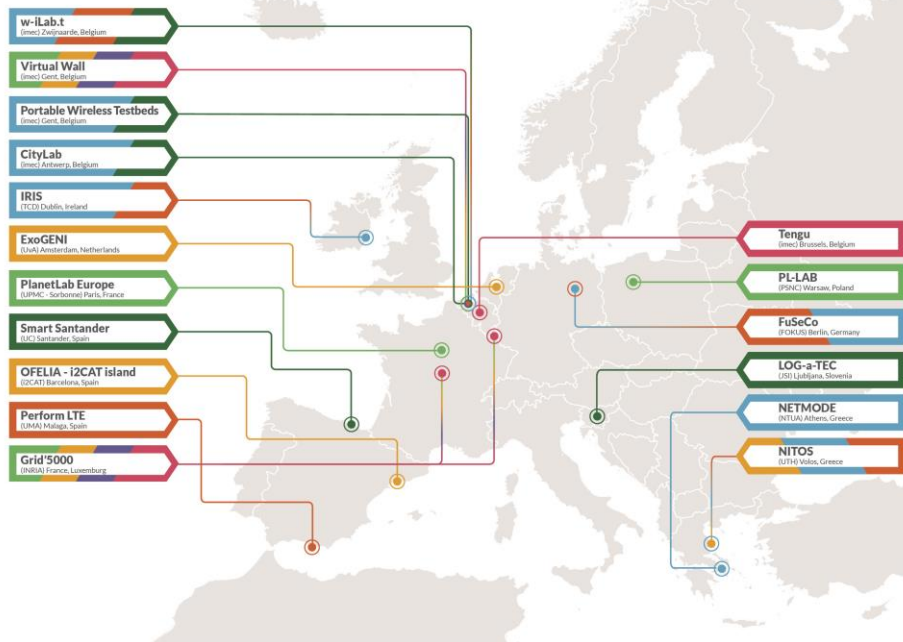 w-iLab.t
(imec) Zwijnaarde, Belgium
Virtual Wall
(imec) Gent, Belgium
Portable Wireless Testbeds
(imec) Gent, Belgium
CityLab
(imec) Antwerp, Belgium
IRIS
(TCD) Dublin, Ireland
ExoGENI
(UvA) Amsterdam, Netherlands
PlanetLab Europe
(UPMC - Sorbonne) Paris, France
Smart Santander
(UC) Santander, Spain
OFELIA - i2CAT island
(i2CAT) Barcelona, Spain
Perform LTE
(UMA) Malaga, Spain
Grid'5000
(INRIA) France, Luxemburg
Tengu
(imec) Brussels, Belgium
PL-LAB
(PSNC) Warsaw, Poland
FuSeCo
(FOKUS) Berlin, Germany
LOG-a-TEC
(JSI) Ljubljana, Slovenia
NETMODE
(NTUA) Athens, Greece
NITOS
(UTH) Volos, Greece